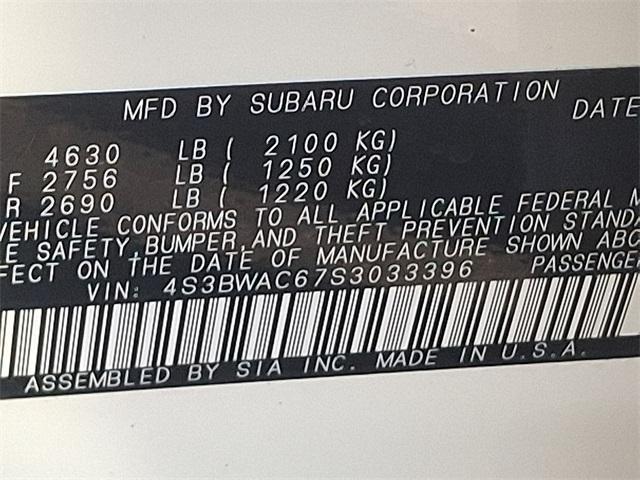 MFD BY SUBARU CORPORATION DATE
4630 LB ( 2100 KG)
F 2756 LB ( 1250 KG)
R 2690 LB ( 1220 KG)
VEHICLE CONFORMS TO ALL APPLICABLE FEDERAL M
E SAFETY,BUMPER,AND THEFT PREVENTION STANDA
FECT ON THE DATE OF MANUFACTURE SHOWN ABO
VIN: 4S3BWAC67S3033396 PASSENGER
ASSEMBLED BY SIA INC. MADE IN U.S.A.